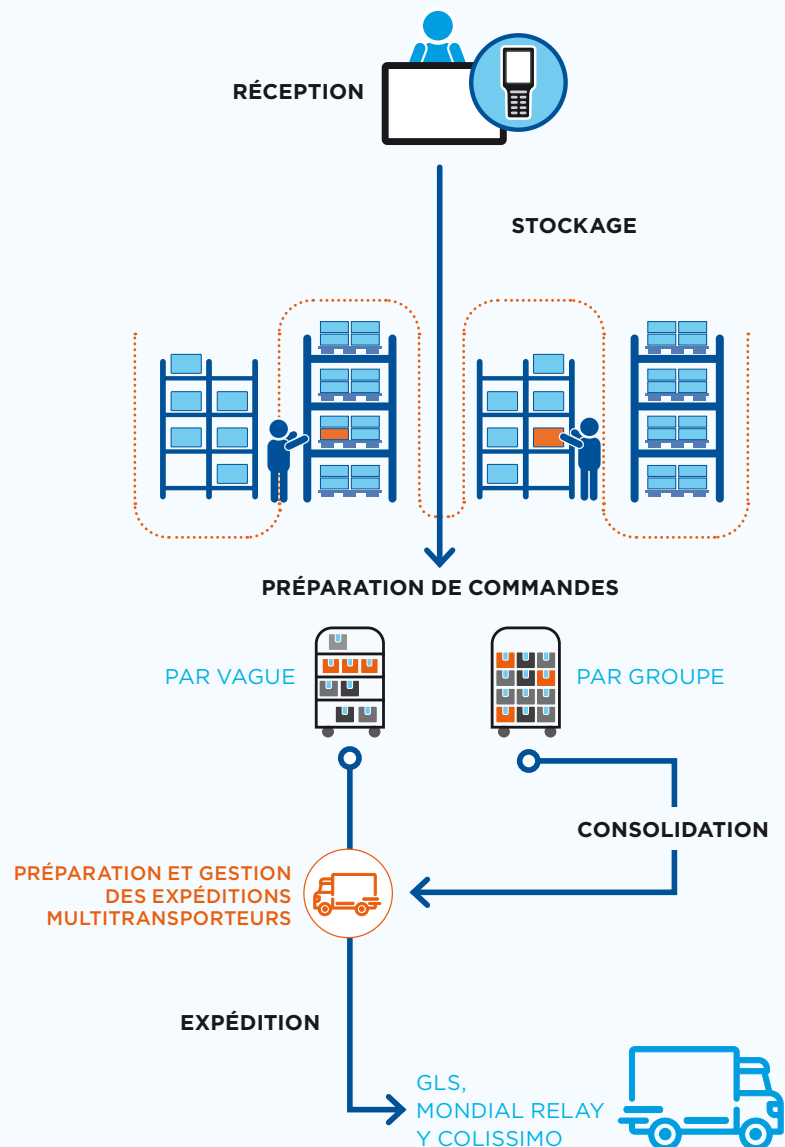 RÉCEPTION
STOCKAGE
PRÉPARATION DE COMMANDES
PAR VAGUE
PAR GROUPE
CONSOLIDATION
PRÉPARATION ET GESTION
DES EXPÉDITIONS
MULTITRANSPORTEURS
EXPÉDITION
GLS,
MONDIAL RELAY
Y COLISSIMO